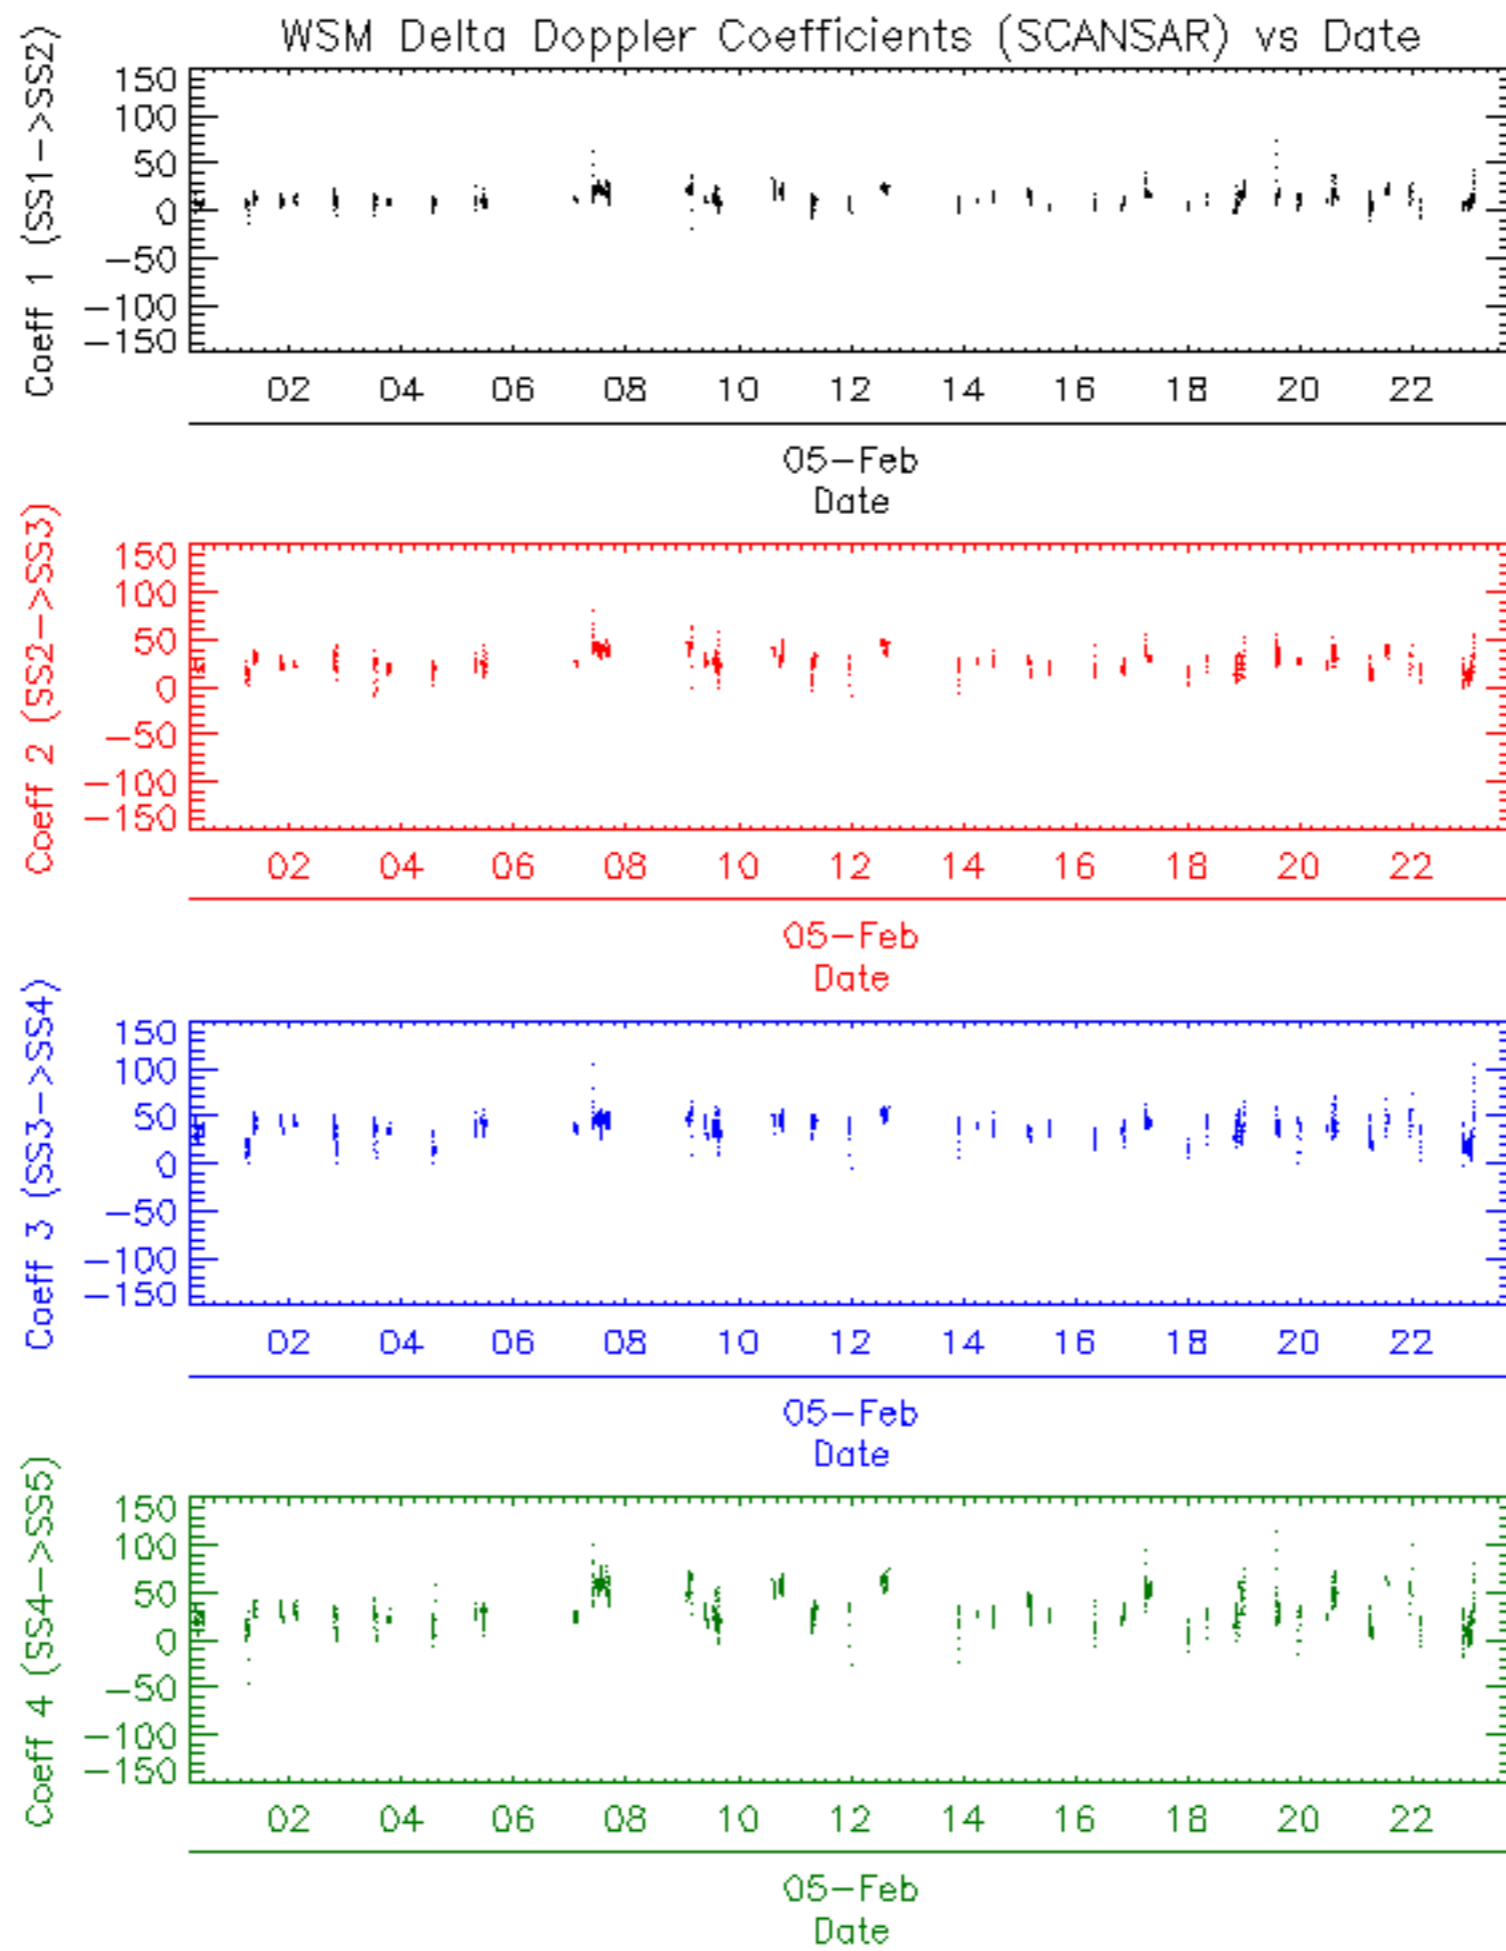 WSM Delta Doppler Coefficients (SCANSAR) vs Date
Coeff 1 (SS1->SS2)
150
100
50
0
-50
-100
-150
02 04 06 08 10 12 14 16 18 20 22
05-Feb
Date
Coeff 2 (SS2->SS3)
150
100
50
0
-50
-100
-150
02 04 06 08 10 12 14 16 18 20 22
05-Feb
Date
Coeff 3 (SS3->SS4)
150
100
50
0
-50
-100
-150
02 04 06 08 10 12 14 16 18 20 22
05-Feb
Date
Coeff 4 (SS4->SS5)
150
100
50
0
-50
-100
-150
02 04 06 08 10 12 14 16 18 20 22
05-Feb
Date